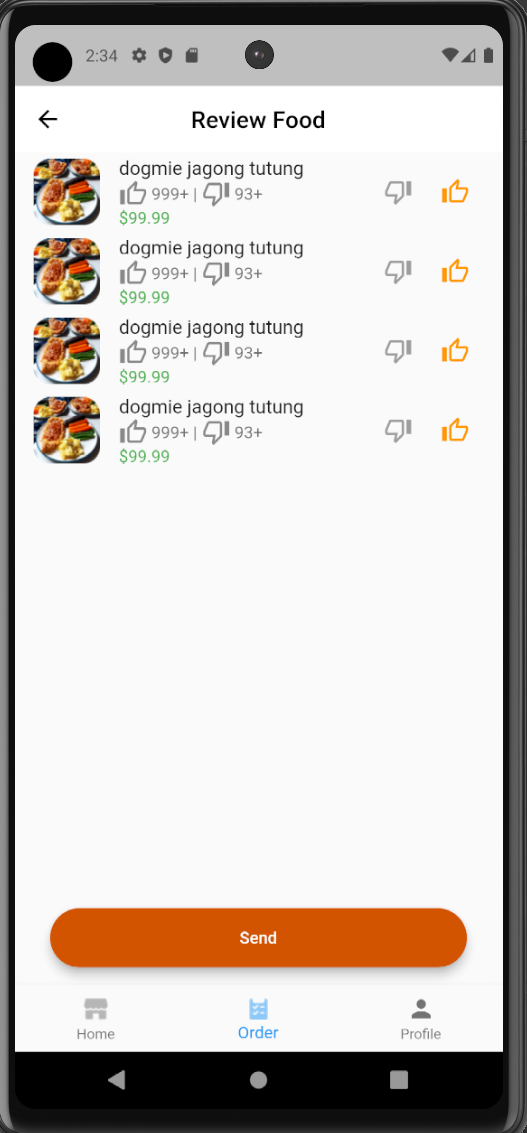 2:34
Review Food
dogmie jagong tutung
999+ | 93+
$99.99
dogmie jagong tutung
999+ | 93+
$99.99
dogmie jagong tutung
999+ | 93+
$99.99
dogmie jagong tutung
999+ | 93+
$99.99
Send
Home Order Profile